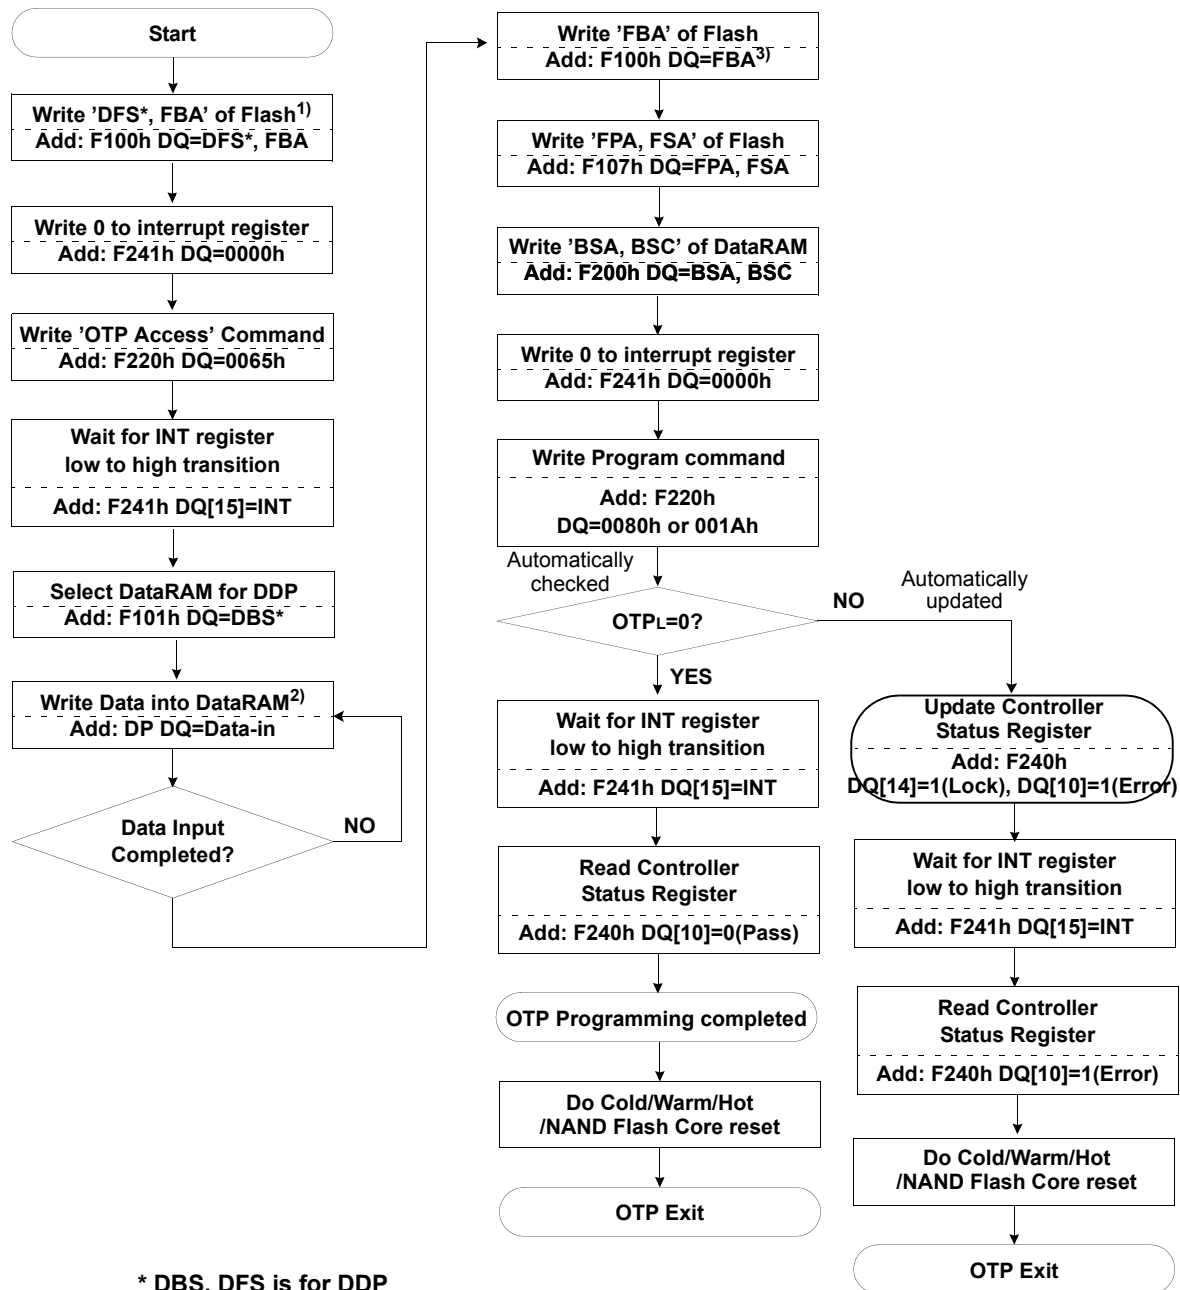 Start
Write ’DFS*, FBA’ of Flash1)
Add: F100h DQ=DFS*, FBA
Write 0 to interrupt register
Add: F241h DQ=0000h
Write ’OTP Access’ Command
Add: F220h DQ=0065h
Wait for INT register
low to high transition
Add: F241h DQ[15]=INT
Select DataRAM for DDP
Add: F101h DQ=DBS*
Write Data into DataRAM2)
Add: DP DQ=Data-in
Data Input
Completed?
NO
Write ’FBA’ of Flash
Add: F100h DQ=FBA3)
Write ’FPA, FSA’ of Flash
Add: F107h DQ=FPA, FSA
Write ’BSA, BSC’ of DataRAM
Add: F200h DQ=BSA, BSC
Write 0 to interrupt register
Add: F241h DQ=0000h
Write Program command
Add: F220h
DQ=0080h or 001Ah
Automatically
checked
OTPL=0?
YES
Wait for INT register
low to high transition
Add: F241h DQ[15]=INT
Read Controller
Status Register
Add: F240h DQ[10]=0(Pass)
OTP Programming completed
Do Cold/Warm/Hot
/NAND Flash Core reset
OTP Exit
NO
Automatically
updated
Update Controller
Status Register
Add: F240h
DQ[14]=1(Lock), DQ[10]=1(Error)
Wait for INT register
low to high transition
Add: F241h DQ[15]=INT
Read Controller
Status Register
Add: F240h DQ[10]=1(Error)
Do Cold/Warm/Hot
/NAND Flash Core reset
OTP Exit
* DBS, DFS is for DDP